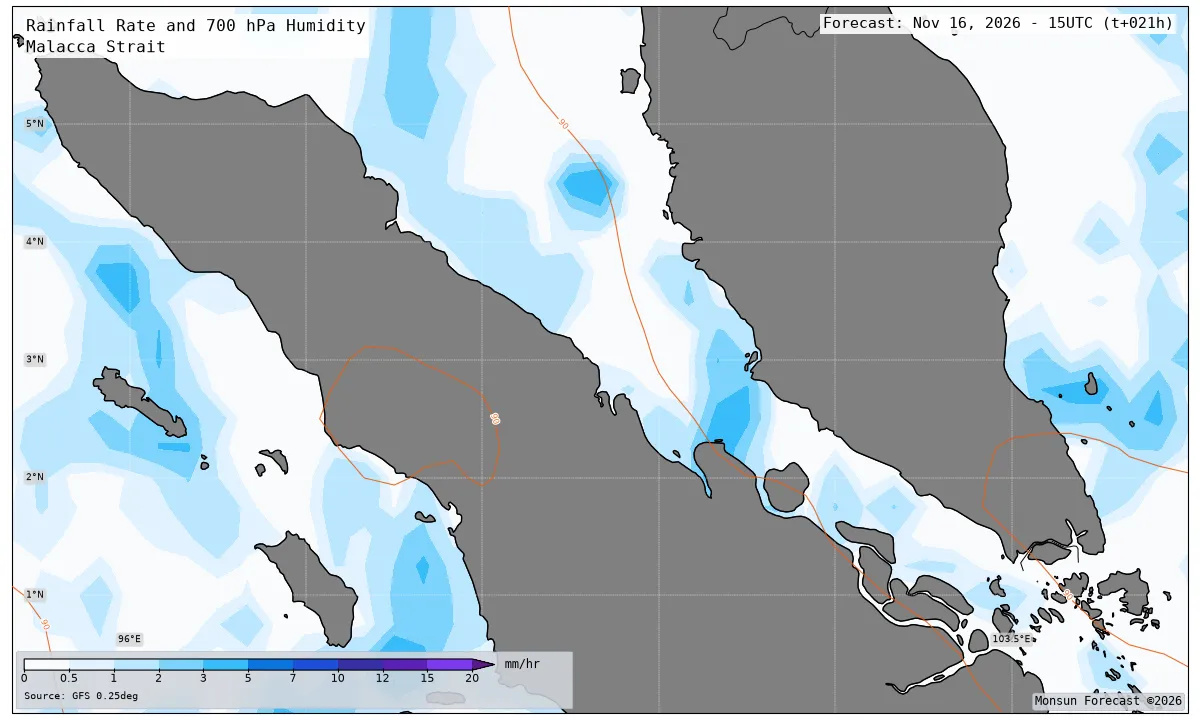 Rainfall Rate and 700 hPa Humidity
Malacca Strait
Forecast: Nov 16, 2026 - 15UTC (t+021h)
90
5°N
4°N
3°N
90
2°N
1°N
90
90
96°E
103.5°E
mm/hr
0 0.5 1 2 3 5 7 10 12 15 20
Source: GFS 0.25deg
Monsun Forecast ©2026